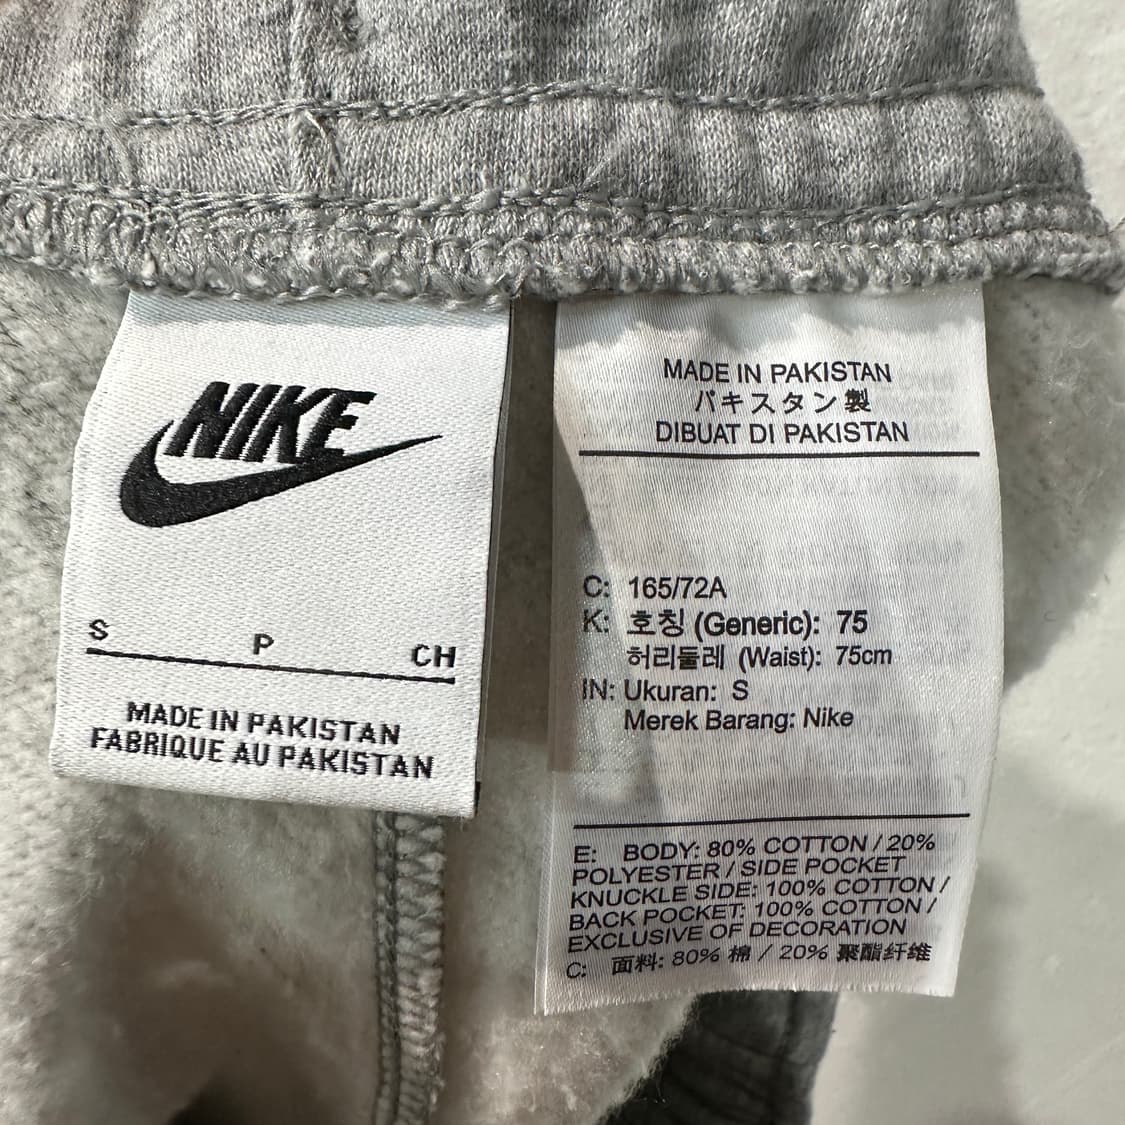 NIKE
S P CH
MADE IN PAKISTAN
FABRIQUE AU PAKISTAN
MADE IN PAKISTAN
パキスタン製
DIBUAT DI PAKISTAN
C: 165/72A
K: 호칭 (Generic): 75
허리둘레 (Waist): 75cm
IN: Ukuran: S
Merek Barang: Nike
E: BODY: 80% COTTON / 20%
POLYESTER / SIDE POCKET
KNUCKLE SIDE: 100% COTTON /
BACK POCKET: 100% COTTON /
EXCLUSIVE OF DECORATION
C: 面料: 80% 棉 / 20% 聚酯纤维